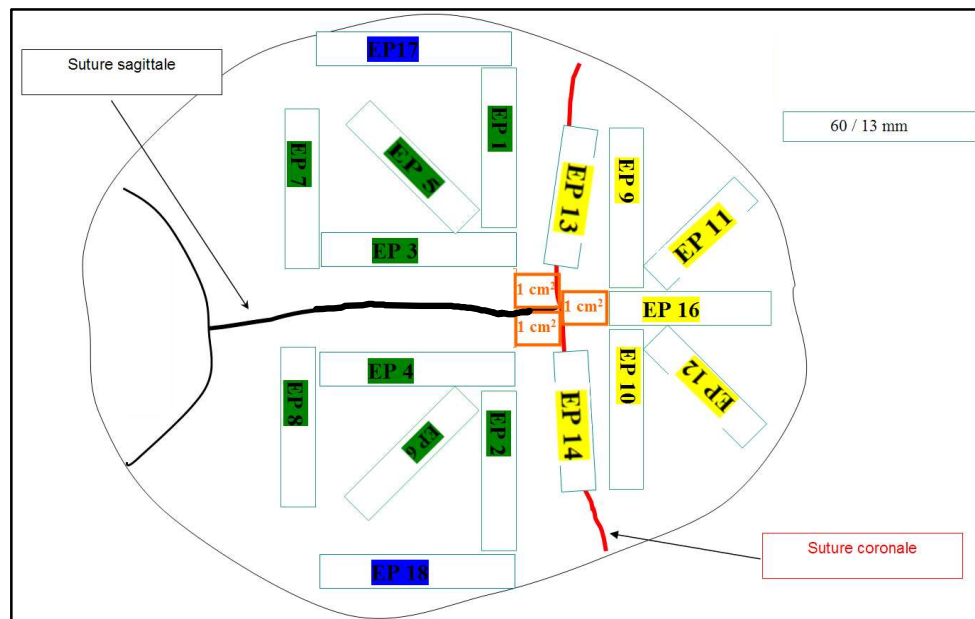 EP17
Suture sagittale
EP 1
60 / 13 mm
EP 7
EP 5
EP 13
EP 9
EP 11
EP 3
1 cm²
1 cm²
EP 16
1 cm²
EP 4
EP 8
EP 6
EP 2
EP 14
EP 10
EP 12
Suture coronale
EP 18